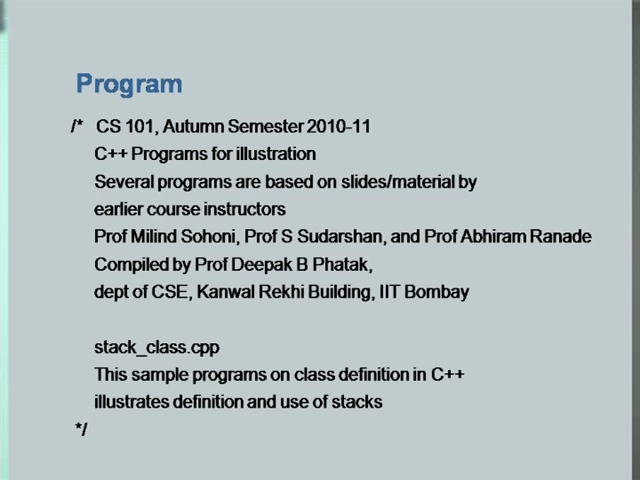 Program
/* CS 101, Autumn Semester 2010-11
C++ Programs for illustration
Several programs are based on slides/material by
earlier course instructors
Prof Milind Sohoni, Prof S Sudarshan, and Prof Abhiram Ranade
Compiled by Prof Deepak B Phatak,
dept of CSE, Kanwal Rekhi Building, IIT Bombay
stack_class.cpp
This sample programs on class definition in C++
illustrates definition and use of stacks
*/